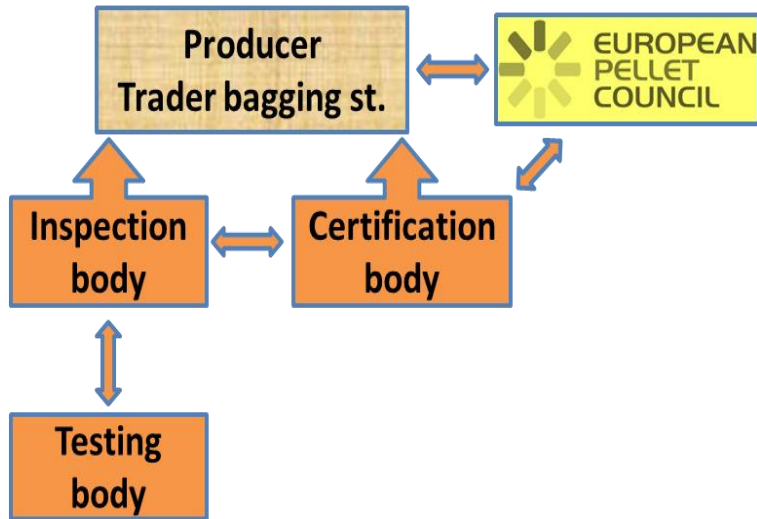 Producer
Trader bagging st.
EUROPEAN
PELLET
COUNCIL
Inspection
body
Certification
body
Testing
body